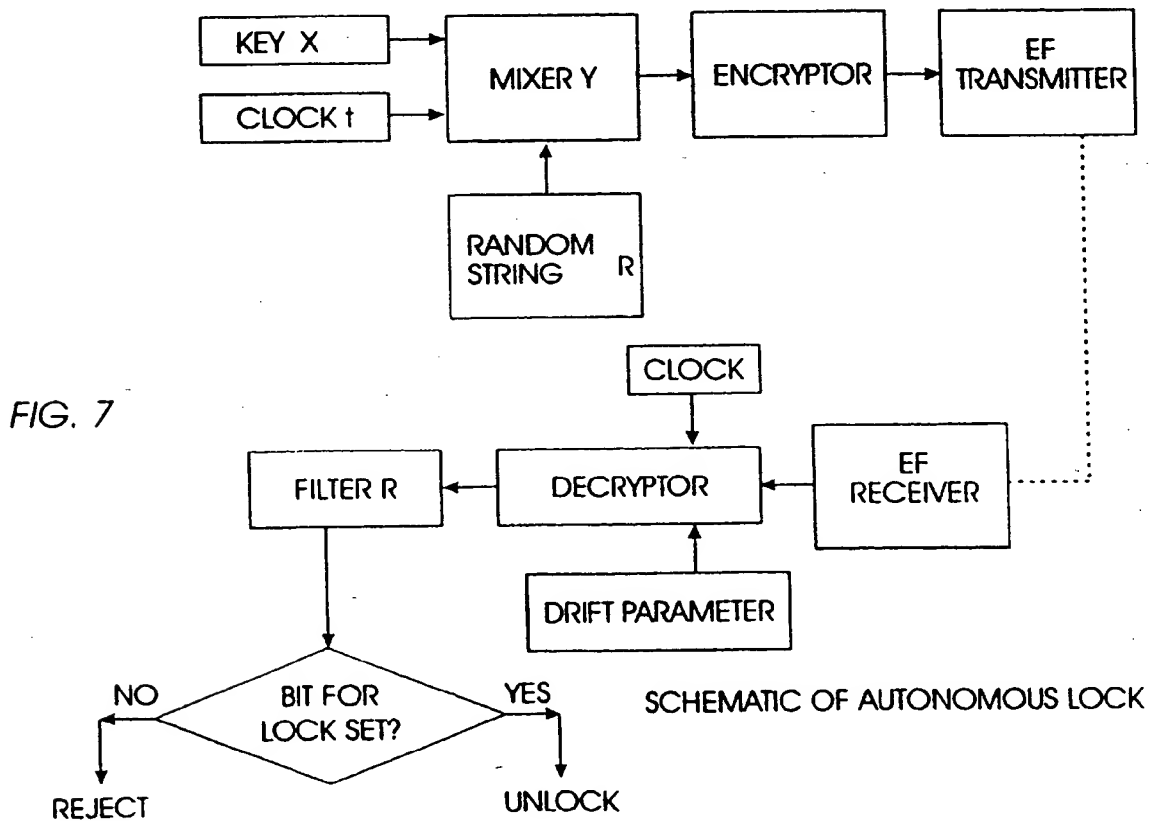 KEY X
CLOCK t
MIXER Y
ENCRYPTOR
EF
TRANSMITTER
RANDOM
STRING R
CLOCK
FIG. 7
FILTER R
DECRYPTOR
EF
RECEIVER
DRIFT PARAMETER
NO
BIT FOR
LOCK SET?
YES
SCHEMATIC OF AUTONOMOUS LOCK
REJECT
UNLOCK